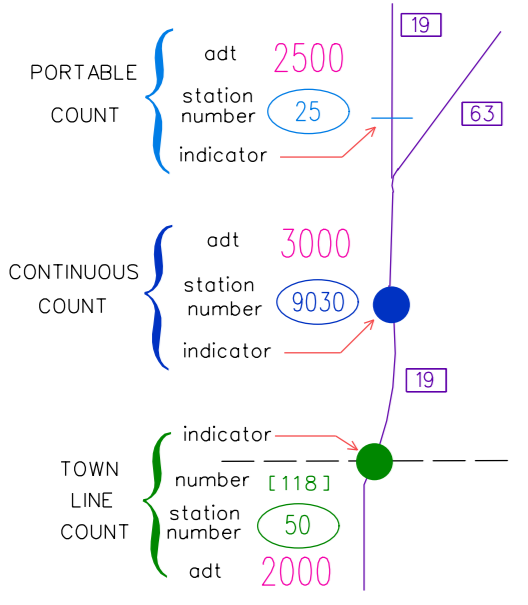 19
63
PORTABLE
COUNT
adt 2500
station
number 25
indicator
CONTINUOUS
COUNT
adt 3000
station
number 9030
indicator
19
TOWN
LINE
COUNT
indicator
number [118]
station
number 50
adt 2000